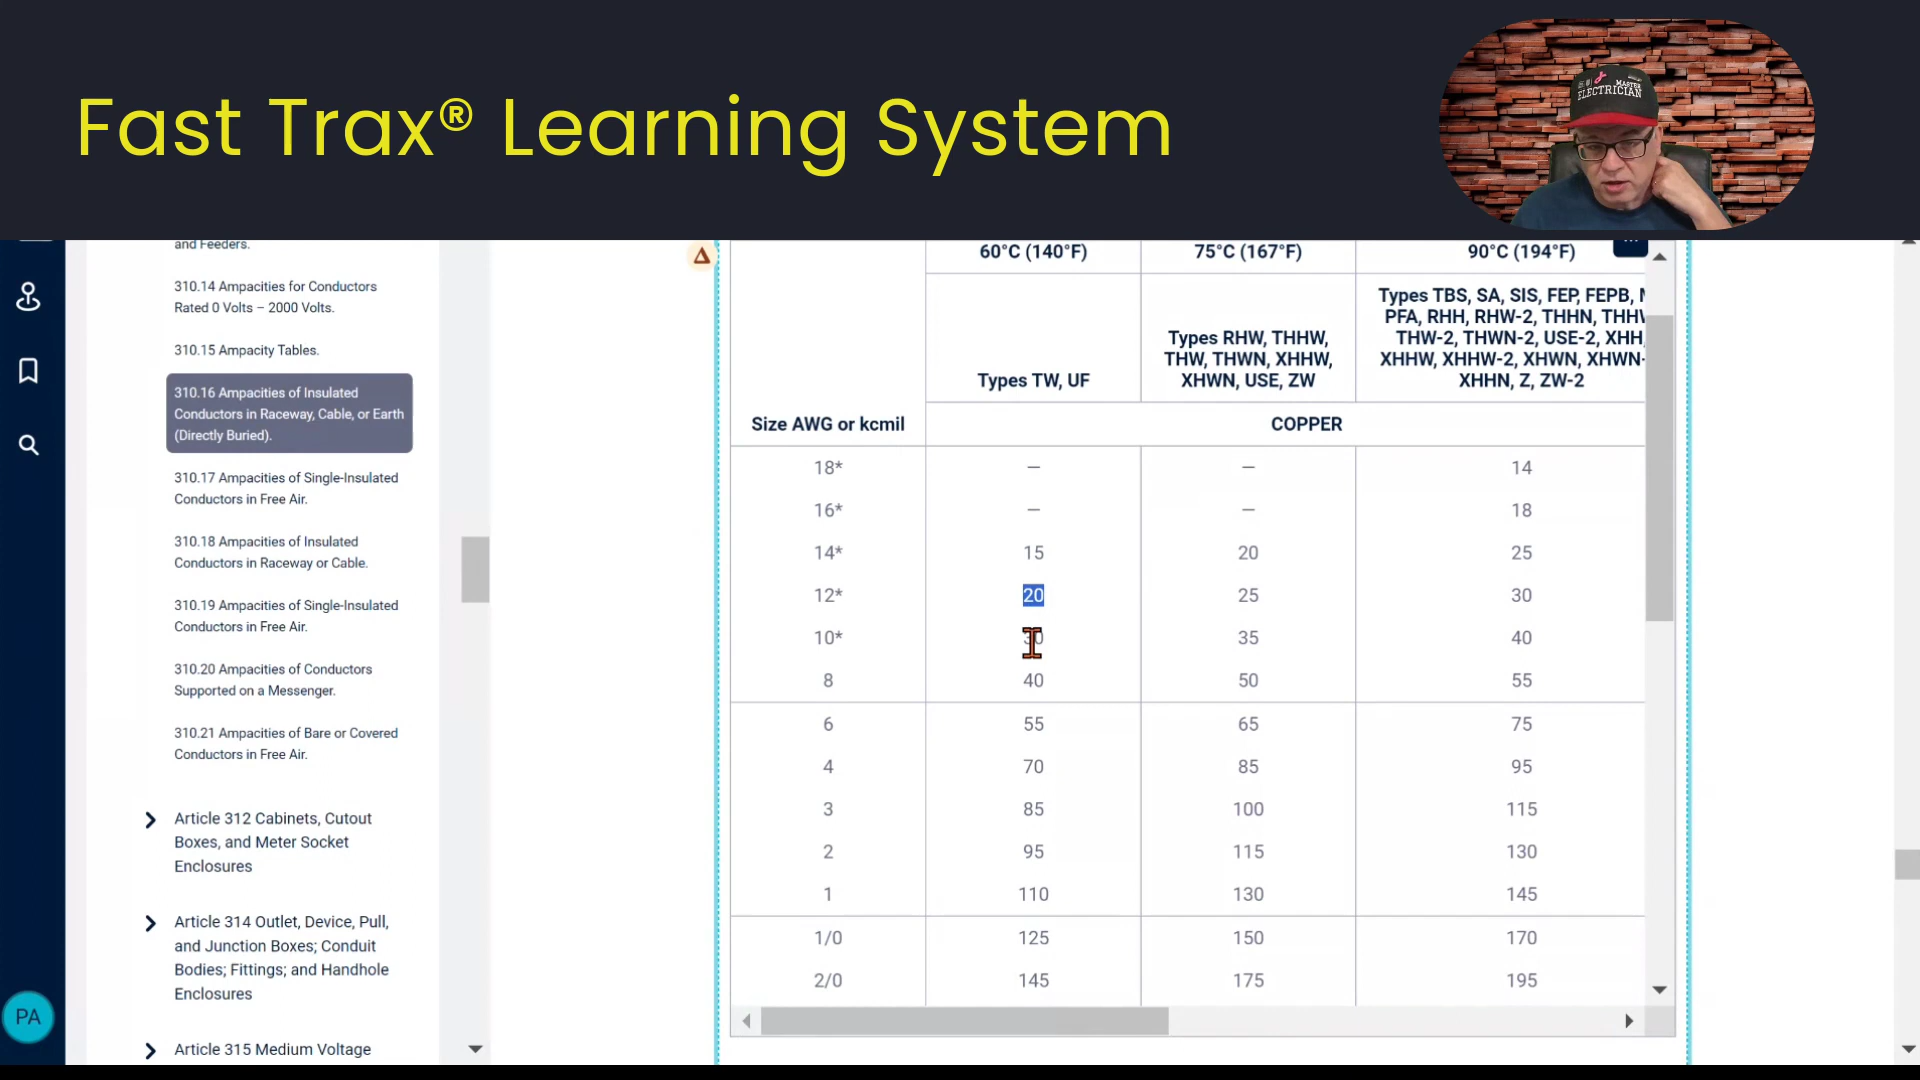 Fast Trax® Learning System
MASTER
ELECTRICIAN
and Feeders.
310.14 Ampacities for Conductors
Rated 0 Volts – 2000 Volts.
310.15 Ampacity Tables.
310.16 Ampacities of Insulated
Conductors in Raceway, Cable, or Earth
(Directly Buried).
310.17 Ampacities of Single-Insulated
Conductors in Free Air.
310.18 Ampacities of Insulated
Conductors in Raceway or Cable.
310.19 Ampacities of Single-Insulated
Conductors in Free Air.
310.20 Ampacities of Conductors
Supported on a Messenger.
310.21 Ampacities of Bare or Covered
Conductors in Free Air.
Article 312 Cabinets, Cutout
Boxes, and Meter Socket
Enclosures
Article 314 Outlet, Device, Pull,
and Junction Boxes; Conduit
Bodies; Fittings; and Handhole
Enclosures
Article 315 Medium Voltage
PA
60°C (140°F) 75°C (167°F) 90°C (194°F)
Types TW, UF
Types RHW, THHW,
THW, THWN, XHHW,
XHWN, USE, ZW
Types TBS, SA, SIS, FEP, FEPB,
PFA, RHH, RHW-2, THHN, THHW
THW-2, THWN-2, USE-2, XHH,
XHHW, XHHW-2, XHWN, XHWN-
XHHN, Z, ZW-2
Size AWG or kcmil COPPER
18* — — 14
16* — — 18
14* 15 20 25
12* 20 25 30
10* 30 35 40
8 40 50 55
6 55 65 75
4 70 85 95
3 85 100 115
2 95 115 130
1 110 130 145
1/0 125 150 170
2/0 145 175 195